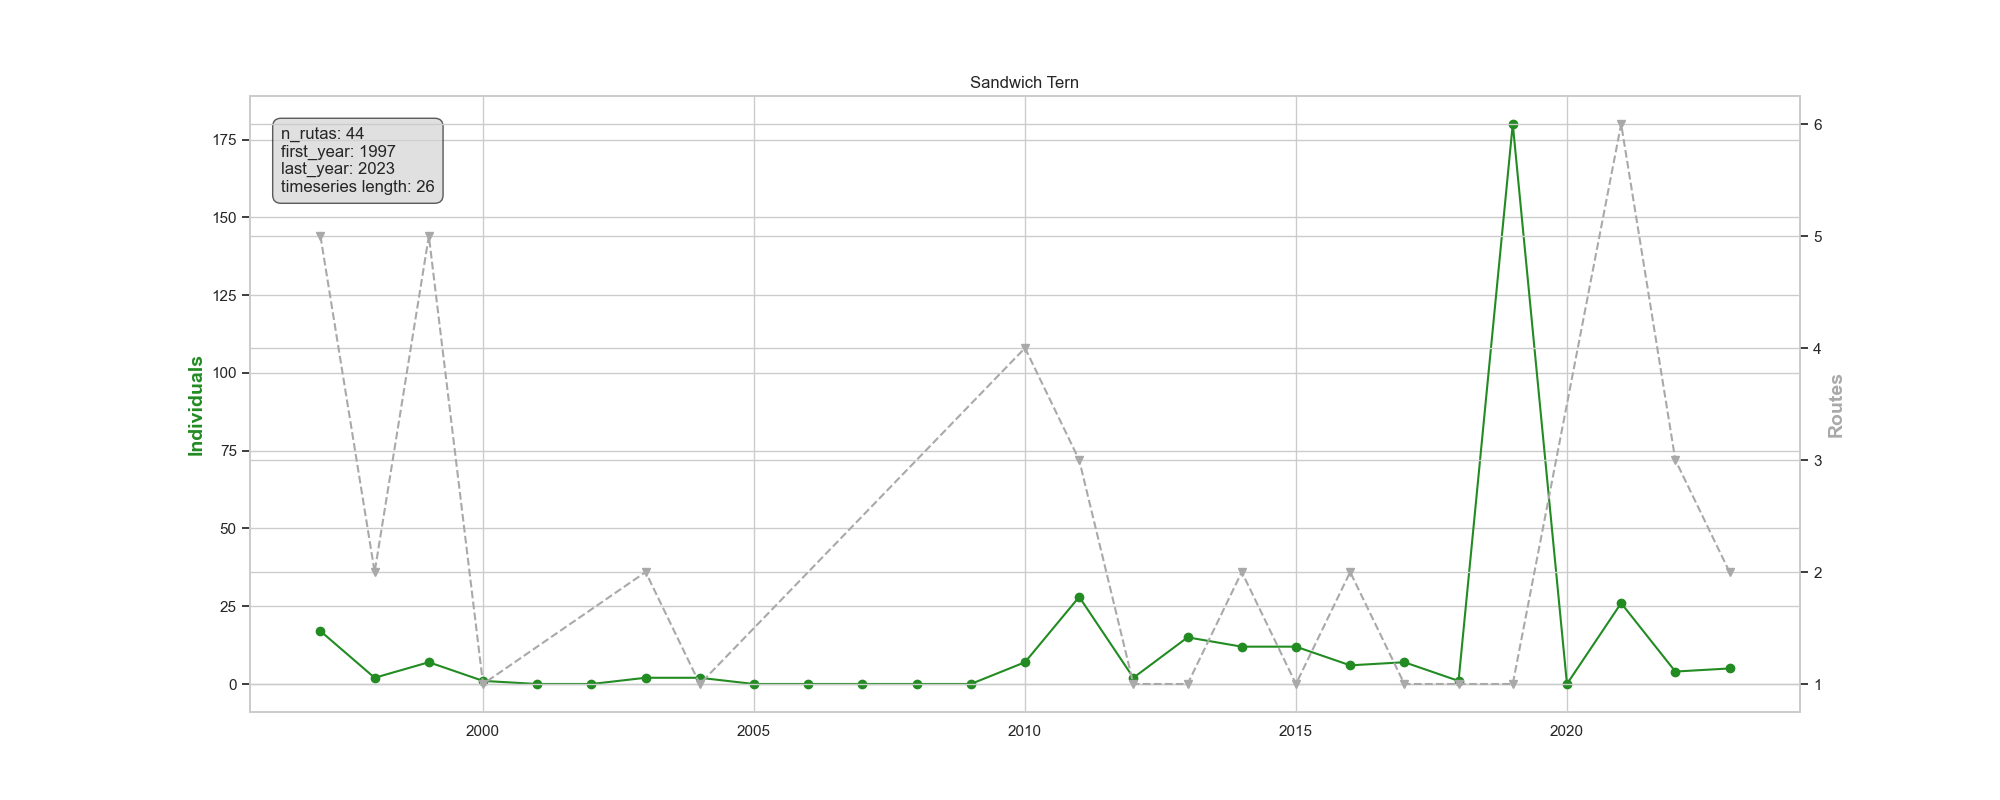 Sandwich Tern
n_rutas: 44
first_year: 1997
last_year: 2023
timeseries length: 26
Individuals
175
150
125
100
75
50
25
0
6
5
4
3
2
1
Routes
2000
2005
2010
2015
2020